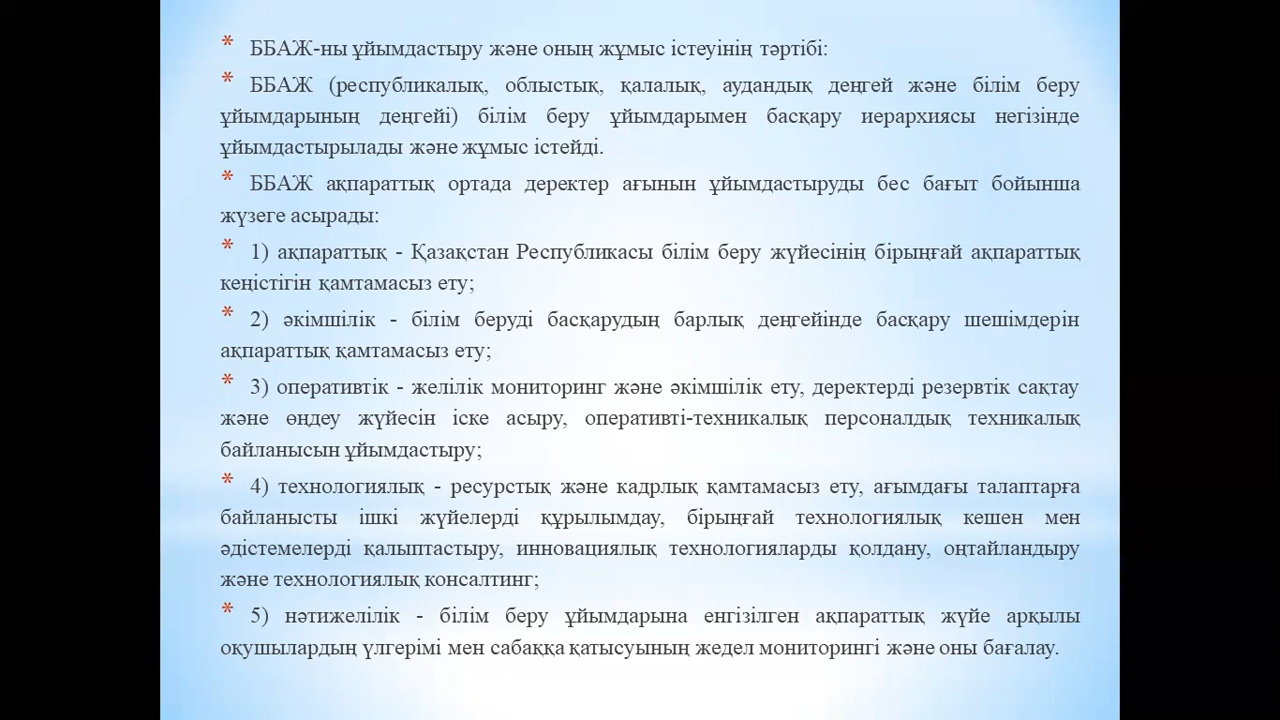 * ББАЖ-ны ұйымдастыру және оның жұмыс істеуінің тәртібі:
* ББАЖ (республикалық, облыстық, қалалық, аудандық деңгей және білім беру
ұйымдарының деңгейі) білім беру ұйымдарымен басқару иерархиясы негізінде
ұйымдастырылады және жұмыс істейді.
* ББАЖ ақпараттық ортада деректер ағынын ұйымдастыруды бес бағыт бойынша
жүзеге асырады:
* 1) ақпараттық - Қазақстан Республикасы білім беру жүйесінің бірыңғай ақпараттық
кеңістігін қамтамасыз ету;
* 2) әкімшілік - білім беруді басқарудың барлық деңгейінде басқару шешімдерін
ақпараттық қамтамасыз ету;
* 3) оперативтік - желілік мониторинг және әкімшілік ету, деректерді резервтік сақтау
және өңдеу жүйесін іске асыру, оперативті-техникалық персоналдық техникалық
байланысын ұйымдастыру;
* 4) технологиялық - ресурстық және кадрлық қамтамасыз ету, ағымдағы талаптарға
байланысты ішкі жүйелерді құрылымдау, бірыңғай технологиялық кешен мен
әдістемелерді қалыптастыру, инновациялық технологияларды қолдану, оңтайландыру
және технологиялық консалтинг;
* 5) нәтижелілік - білім беру ұйымдарына енгізілген ақпараттық жүйе арқылы
оқушылардың үлгерімі мен сабаққа қатысуының жедел мониторингі және оны бағалау.